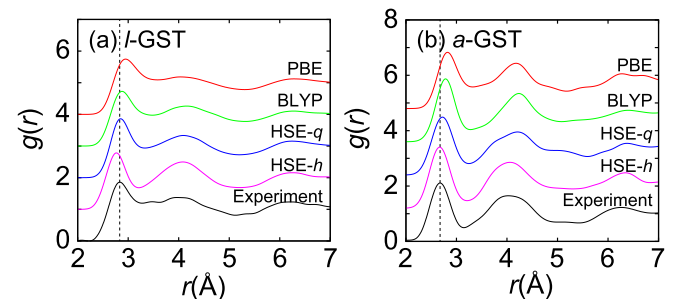 (a) l-GST
PBE
BLYP
HSE-q
HSE-h
Experiment
g(r)
6
4
2
0
2 3 4 5 6 7
r(Å)
(b) a-GST
PBE
BLYP
HSE-q
HSE-h
Experiment
g(r)
8
6
4
2
0
2 3 4 5 6 7
r(Å)